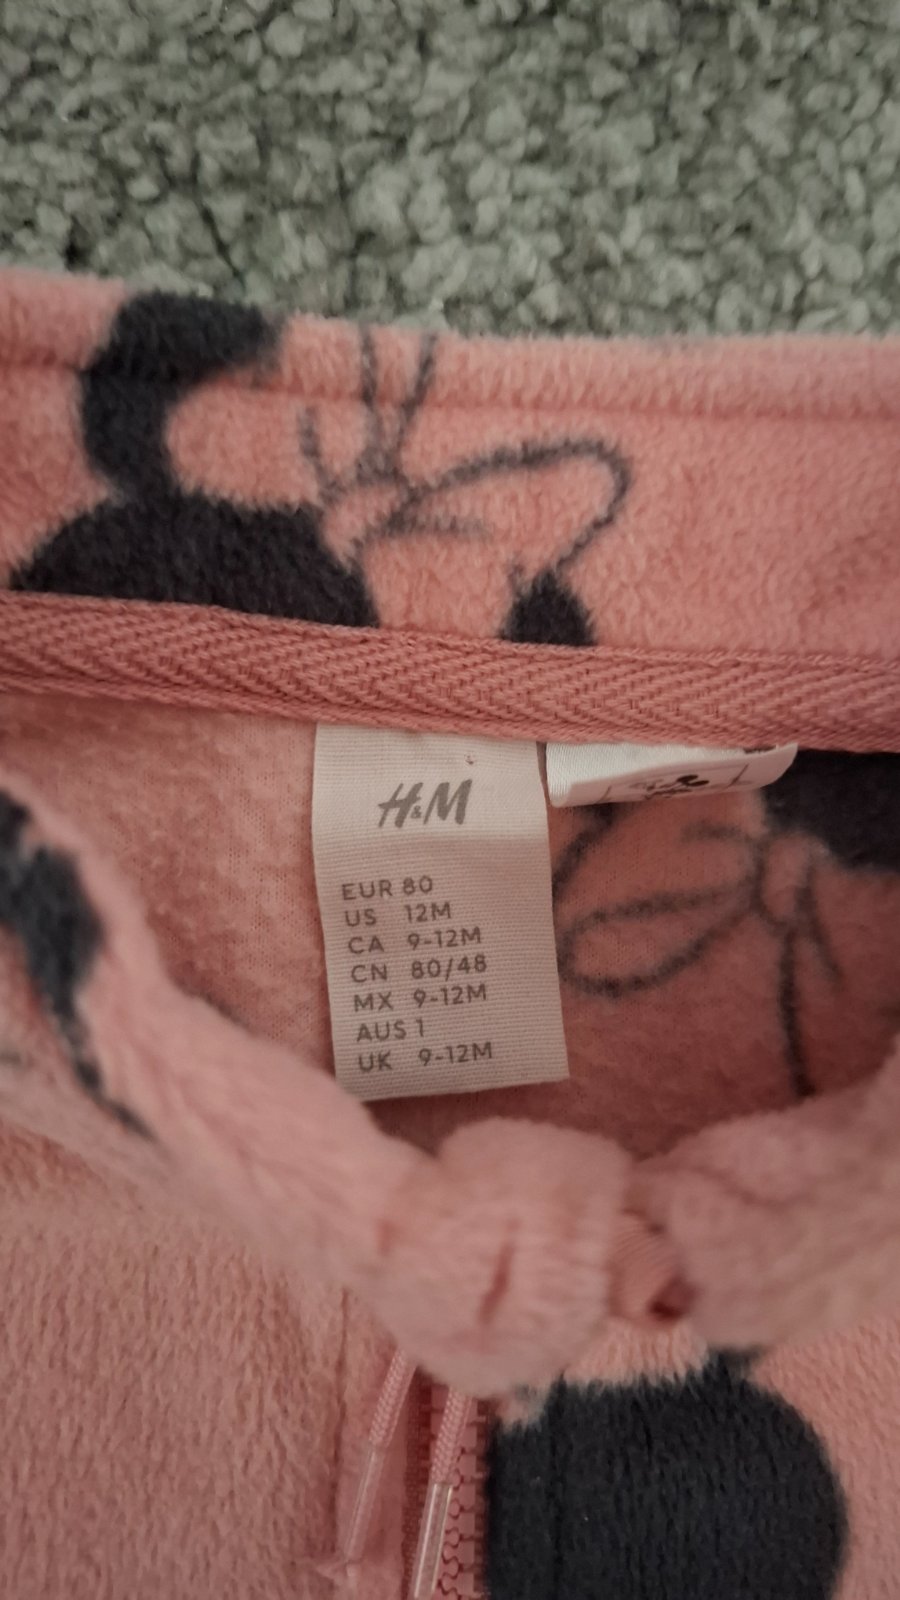 H&M
EUR 80
US 12M
CA 9-12M
CN 80/48
MX 9-12M
AUS 1
UK 9-12M